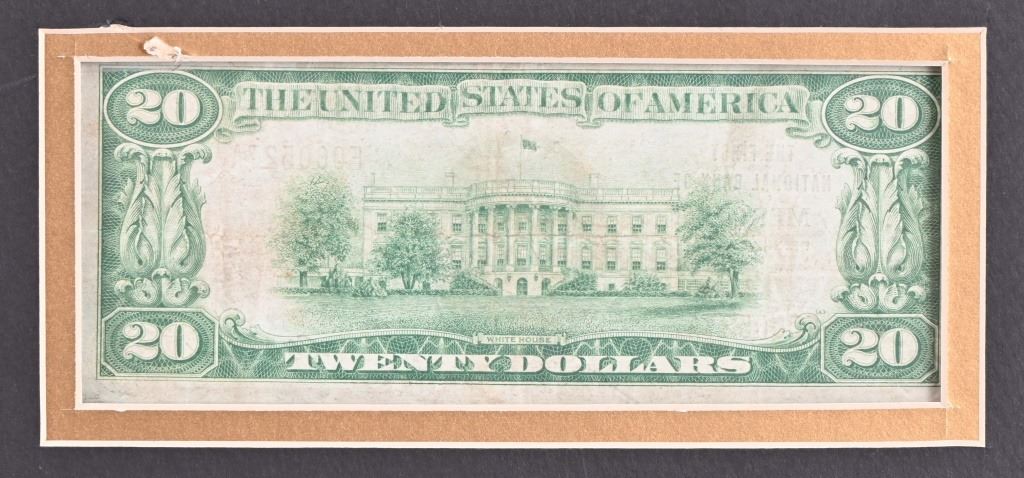 20 THE UNITED STATES OF AMERICA 20
WHITE HOUSE
20 TWENTY DOLLARS 20